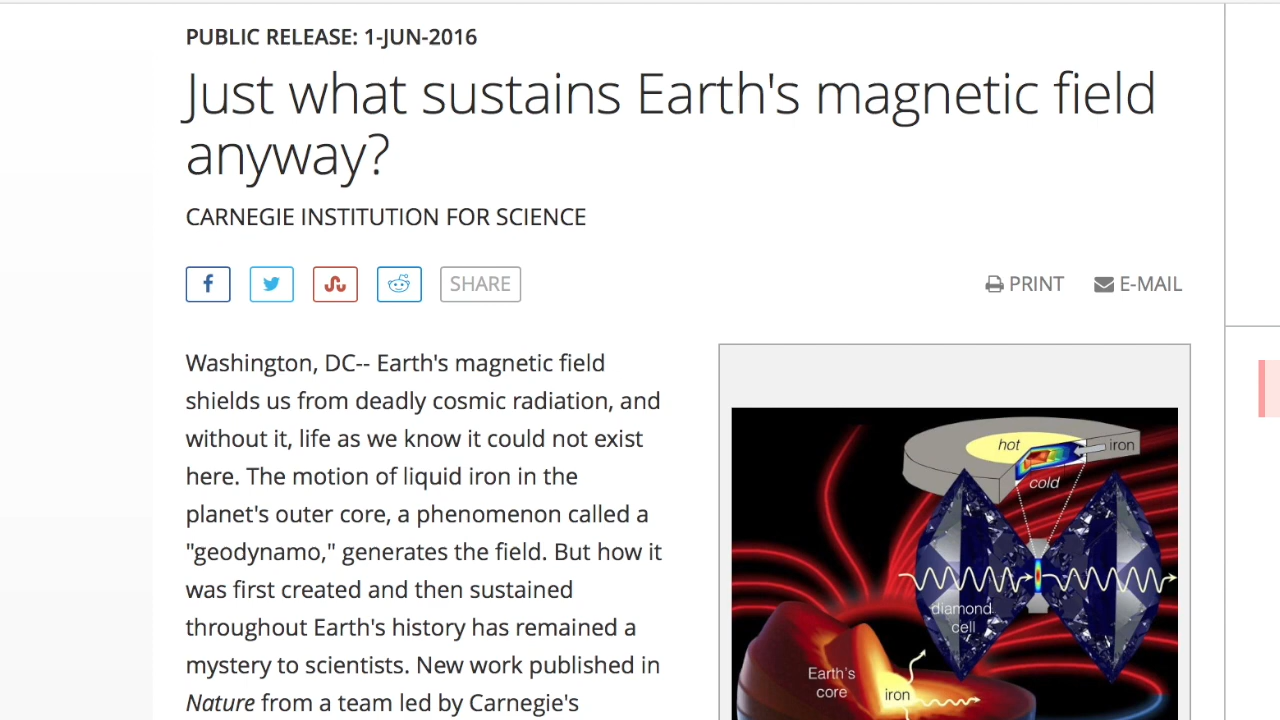 PUBLIC RELEASE: 1-JUN-2016
Just what sustains Earth's magnetic field
anyway?
CARNEGIE INSTITUTION FOR SCIENCE
f
SHARE
PRINT
E-MAIL
Washington, DC-- Earth's magnetic field
shields us from deadly cosmic radiation, and
without it, life as we know it could not exist
here. The motion of liquid iron in the
planet's outer core, a phenomenon called a
"geodynamo," generates the field. But how it
was first created and then sustained
throughout Earth's history has remained a
mystery to scientists. New work published in
Nature from a team led by Carnegie's
hot
iron
cold
diamond
cell
Earth's
core
iron